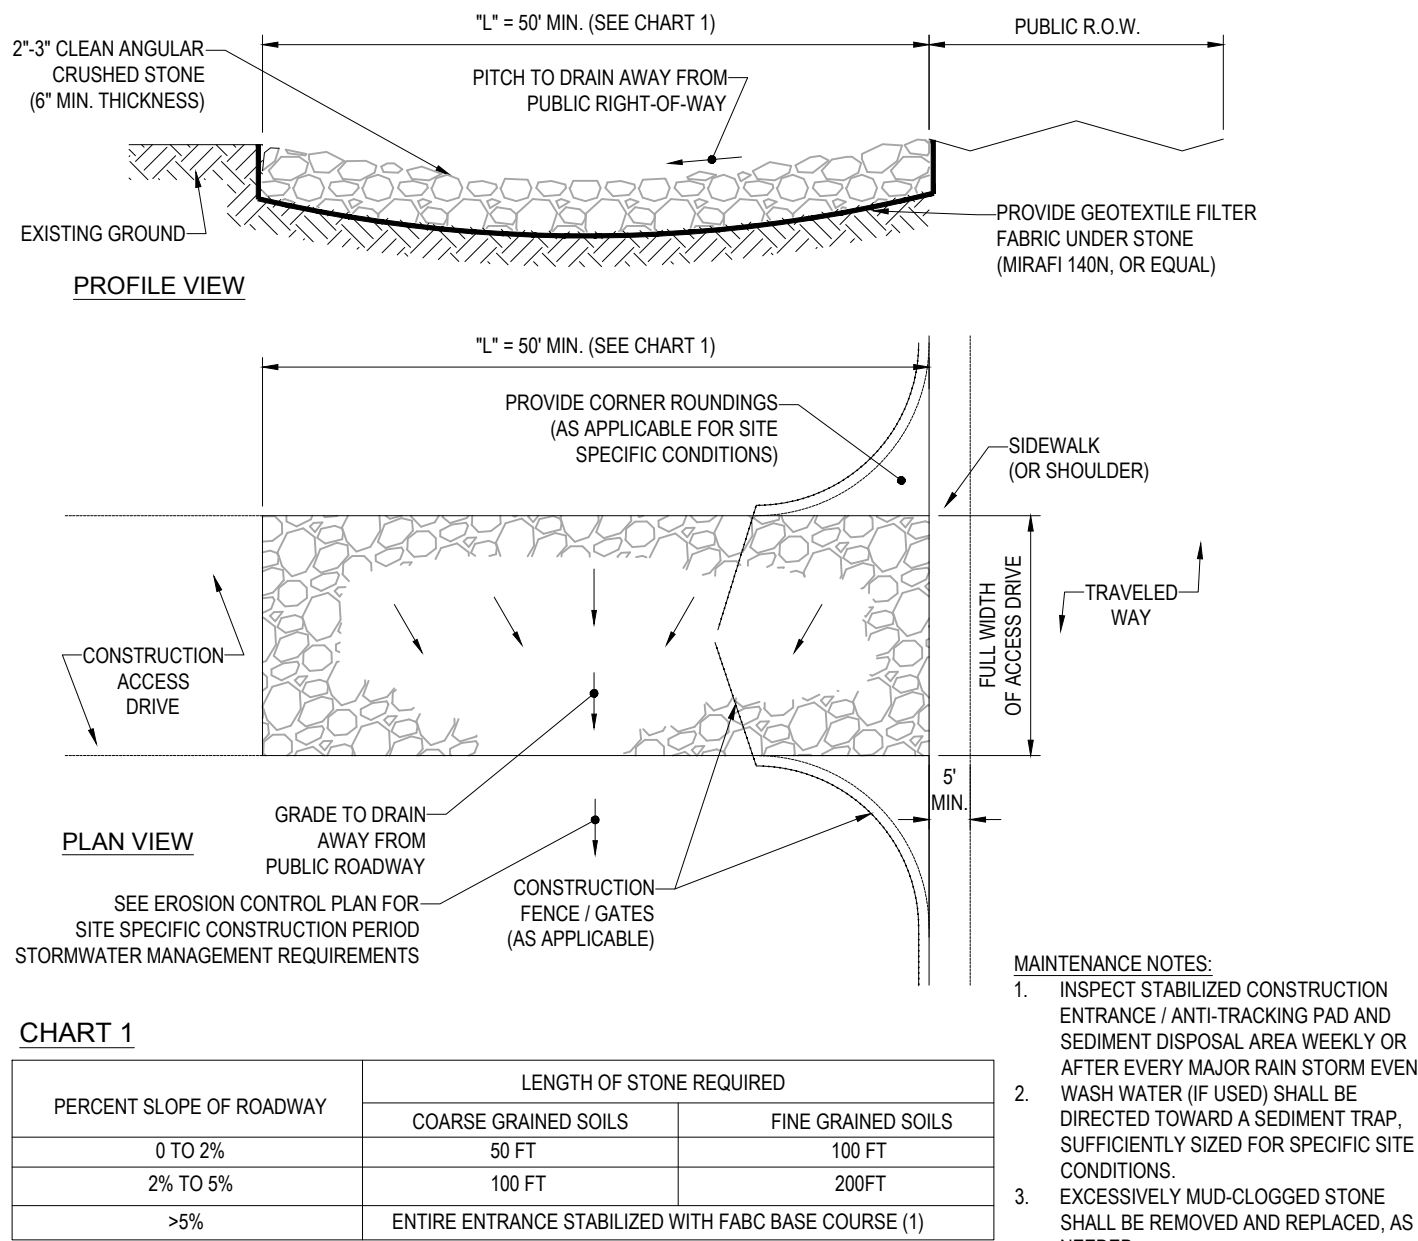 "L" = 50' MIN. (SEE CHART 1)
PUBLIC R.O.W.
2"-3" CLEAN ANGULAR
CRUSHED STONE
(6" MIN. THICKNESS)
PITCH TO DRAIN AWAY FROM
PUBLIC RIGHT-OF-WAY
EXISTING GROUND
PROVIDE GEOTEXTILE FILTER
FABRIC UNDER STONE
(MIRAFI 140N, OR EQUAL)
PROFILE VIEW
"L" = 50' MIN. (SEE CHART 1)
PROVIDE CORNER ROUNDINGS
(AS APPLICABLE FOR SITE
SPECIFIC CONDITIONS)
SIDEWALK
(OR SHOULDER)
FULL WIDTH
OF ACCESS DRIVE
TRAVELED
WAY
CONSTRUCTION
ACCESS
DRIVE
5'
MIN.
GRADE TO DRAIN
AWAY FROM
PUBLIC ROADWAY
PLAN VIEW
SEE EROSION CONTROL PLAN FOR
SITE SPECIFIC CONSTRUCTION PERIOD
STORMWATER MANAGEMENT REQUIREMENTS
CONSTRUCTION
FENCE / GATES
(AS APPLICABLE)
CHART 1
PERCENT SLOPE OF ROADWAY
LENGTH OF STONE REQUIRED
COARSE GRAINED SOILS FINE GRAINED SOILS
0 TO 2% 50 FT 100 FT
2% TO 5% 100 FT 200FT
>5% ENTIRE ENTRANCE STABILIZED WITH FABC BASE COURSE (1)
MAINTENANCE NOTES:
1. INSPECT STABILIZED CONSTRUCTION
ENTRANCE / ANTI-TRACKING PAD AND
SEDIMENT DISPOSAL AREA WEEKLY OR
AFTER EVERY MAJOR RAIN STORM EVEN
2. WASH WATER (IF USED) SHALL BE
DIRECTED TOWARD A SEDIMENT TRAP,
SUFFICIENTLY SIZED FOR SPECIFIC SITE
CONDITIONS.
3. EXCESSIVELY MUD-CLOGGED STONE
SHALL BE REMOVED AND REPLACED, AS